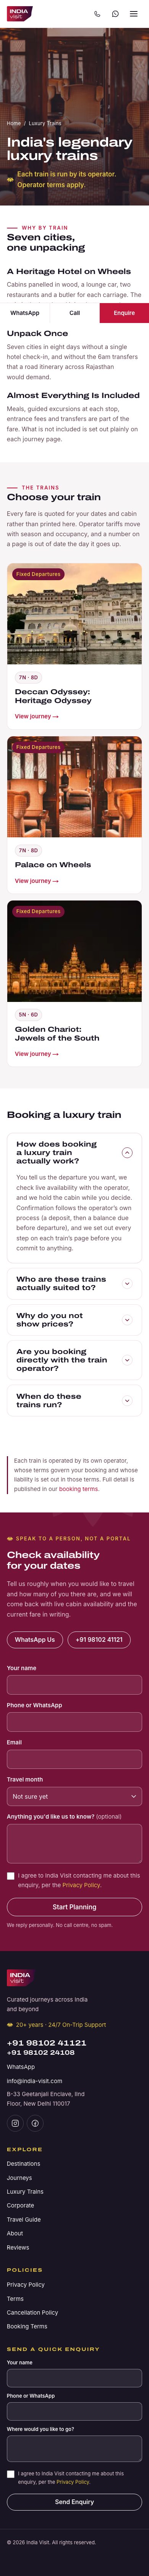 INDIA
visit
Home / Luxury Trains
India's legendary
luxury trains
Each train is run by its operator.
Operator terms apply.
WHY BY TRAIN
Seven cities,
one unpacking
A Heritage Hotel on Wheels
Cabins panelled in wood, a lounge car, two
restaurants and a butler for each carriage. The
WhatsApp
Call
Enquire
Unpack Once
Seven cities in eight days without a single
hotel check-in, and without the 6am transfers
that a road itinerary across Rajasthan
would demand.
Almost Everything Is Included
Meals, guided excursions at each stop,
entrance fees and transfers are part of the
fare. What is not included is set out plainly on
each journey page.
THE TRAINS
Choose your train
Every fare is quoted for your dates and cabin
rather than printed here. Operator tariffs move
with season and occupancy, and a number on
a page is out of date the day it goes up.
Fixed Departures
7N · 8D
Deccan Odyssey:
Heritage Odyssey
View journey →
Fixed Departures
7N · 8D
Palace on Wheels
View journey →
Fixed Departures
5N · 6D
Golden Chariot:
Jewels of the South
View journey →
Booking a luxury train
How does booking
a luxury train
actually work?
You tell us the departure you want, we
check live availability with the operator,
and we hold the cabin while you decide.
Confirmation follows the operator's own
process (a deposit, then a balance due
before departure), and we set out every
step on each train's page before you
commit to anything.
Who are these trains
actually suited to?
Why do you not
show prices?
Are you booking
directly with the train
operator?
When do these
trains run?
Each train is operated by its own operator,
whose terms govern your booking and whose
liability is set out in those terms. Full detail is
published in our booking terms.
SPEAK TO A PERSON, NOT A PORTAL
Check availability
for your dates
Tell us roughly when you would like to travel
and how many of you there are, and we will
come back with live cabin availability and the
current fare in writing.
WhatsApp Us
+91 98102 41121
Your name
Phone or WhatsApp
Email
Travel month
Not sure yet
Anything you'd like us to know? (optional)
I agree to India Visit contacting me about this
enquiry, per the Privacy Policy.
Start Planning
We reply personally. No call centre, no spam.
INDIA
visit
Curated journeys across India
and beyond
20+ years · 24/7 On-Trip Support
+91 98102 41121
+91 98102 24108
WhatsApp
info@india-visit.com
B-33 Geetanjali Enclave, IInd
Floor, New Delhi 110017
EXPLORE
Destinations
Journeys
Luxury Trains
Corporate
Travel Guide
About
Reviews
POLICIES
Privacy Policy
Terms
Cancellation Policy
Booking Terms
SEND A QUICK ENQUIRY
Your name
Phone or WhatsApp
Where would you like to go?
I agree to India Visit contacting me about this
enquiry, per the Privacy Policy.
Send Enquiry
© 2026 India Visit. All rights reserved.